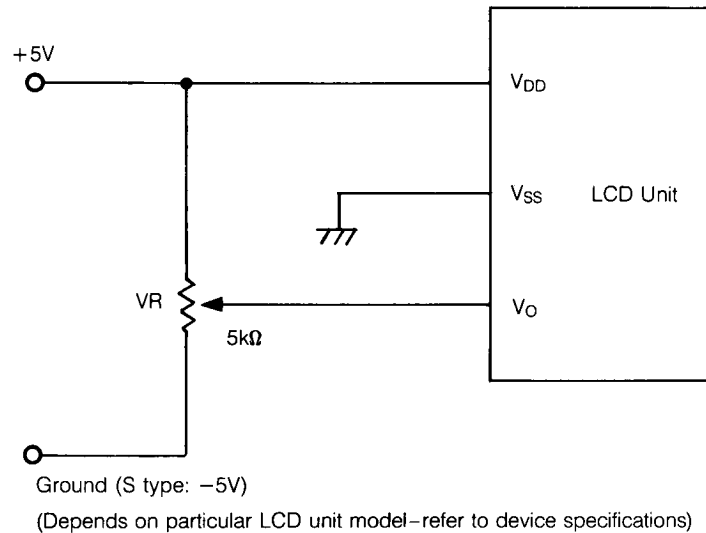 +5V
VDD
VSS
LCD Unit
VR
VO
5kΩ
Ground (S type: −5V)
(Depends on particular LCD unit model–refer to device specifications)